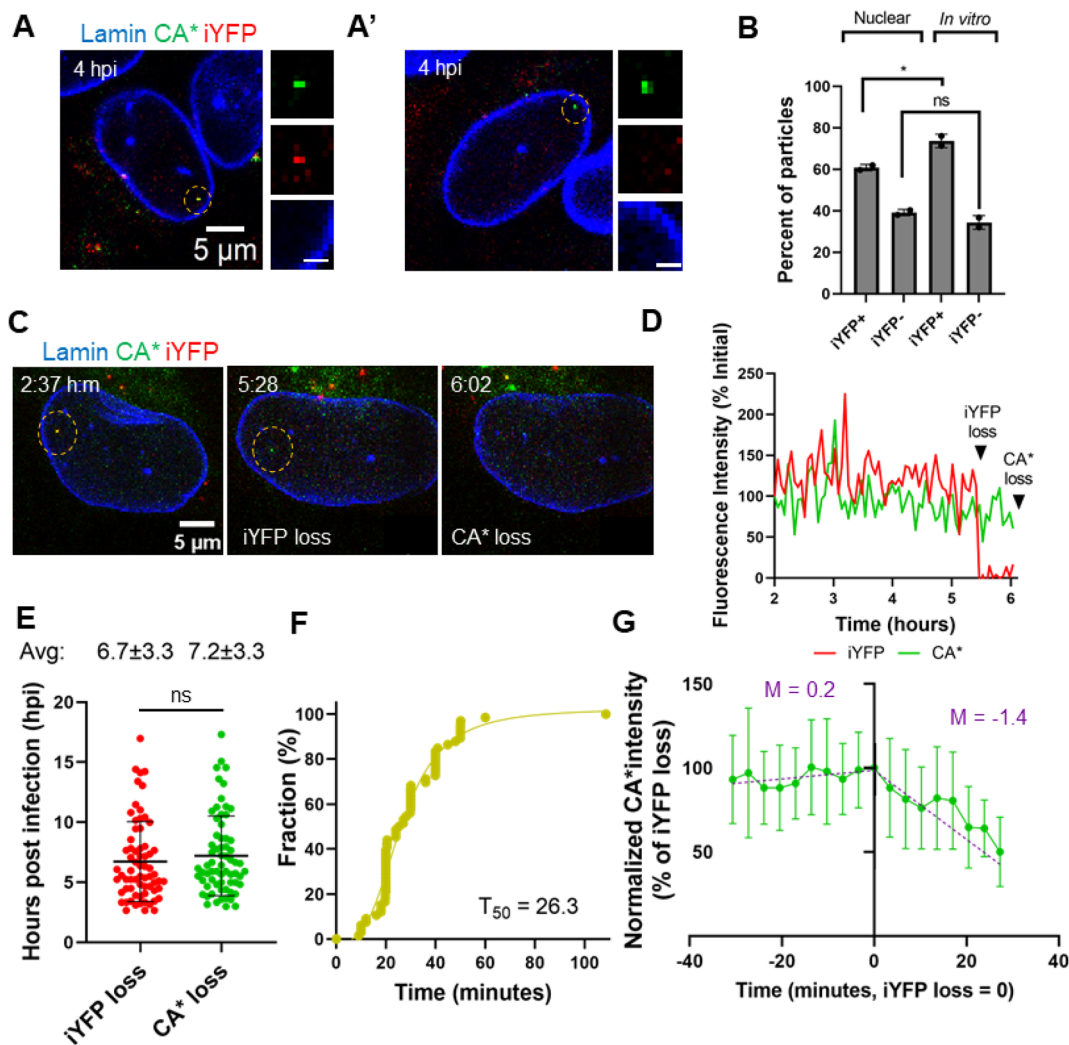 A
Lamin CA* iYFP
4 hpi
5 µm
A'
4 hpi
B
Nuclear In vitro
*
ns
Percent of particles
100
80
60
40
20
0
iYFP+
iYFP-
iYFP+
iYFP-
C
Lamin CA* iYFP
2:37 h:m
5:28
6:02
5 µm
iYFP loss
CA* loss
D
Fluorescence Intensity (% Initial)
250
200
150
100
50
0
iYFP
loss
CA*
loss
2 3 4 5 6
Time (hours)
iYFP CA*
E
Avg: 6.7±3.3 7.2±3.3
Hours post infection (hpi)
20
15
10
5
0
ns
iYFP loss
CA* loss
F
Fraction (%)
100
80
60
40
20
0
T50 = 26.3
0 20 40 60 80 100
Time (minutes)
G
Normalized CA*intensity
(% of iYFP loss)
150
100
50
M = 0.2
M = -1.4
-40 -20 0 20 40
Time (minutes, iYFP loss = 0)